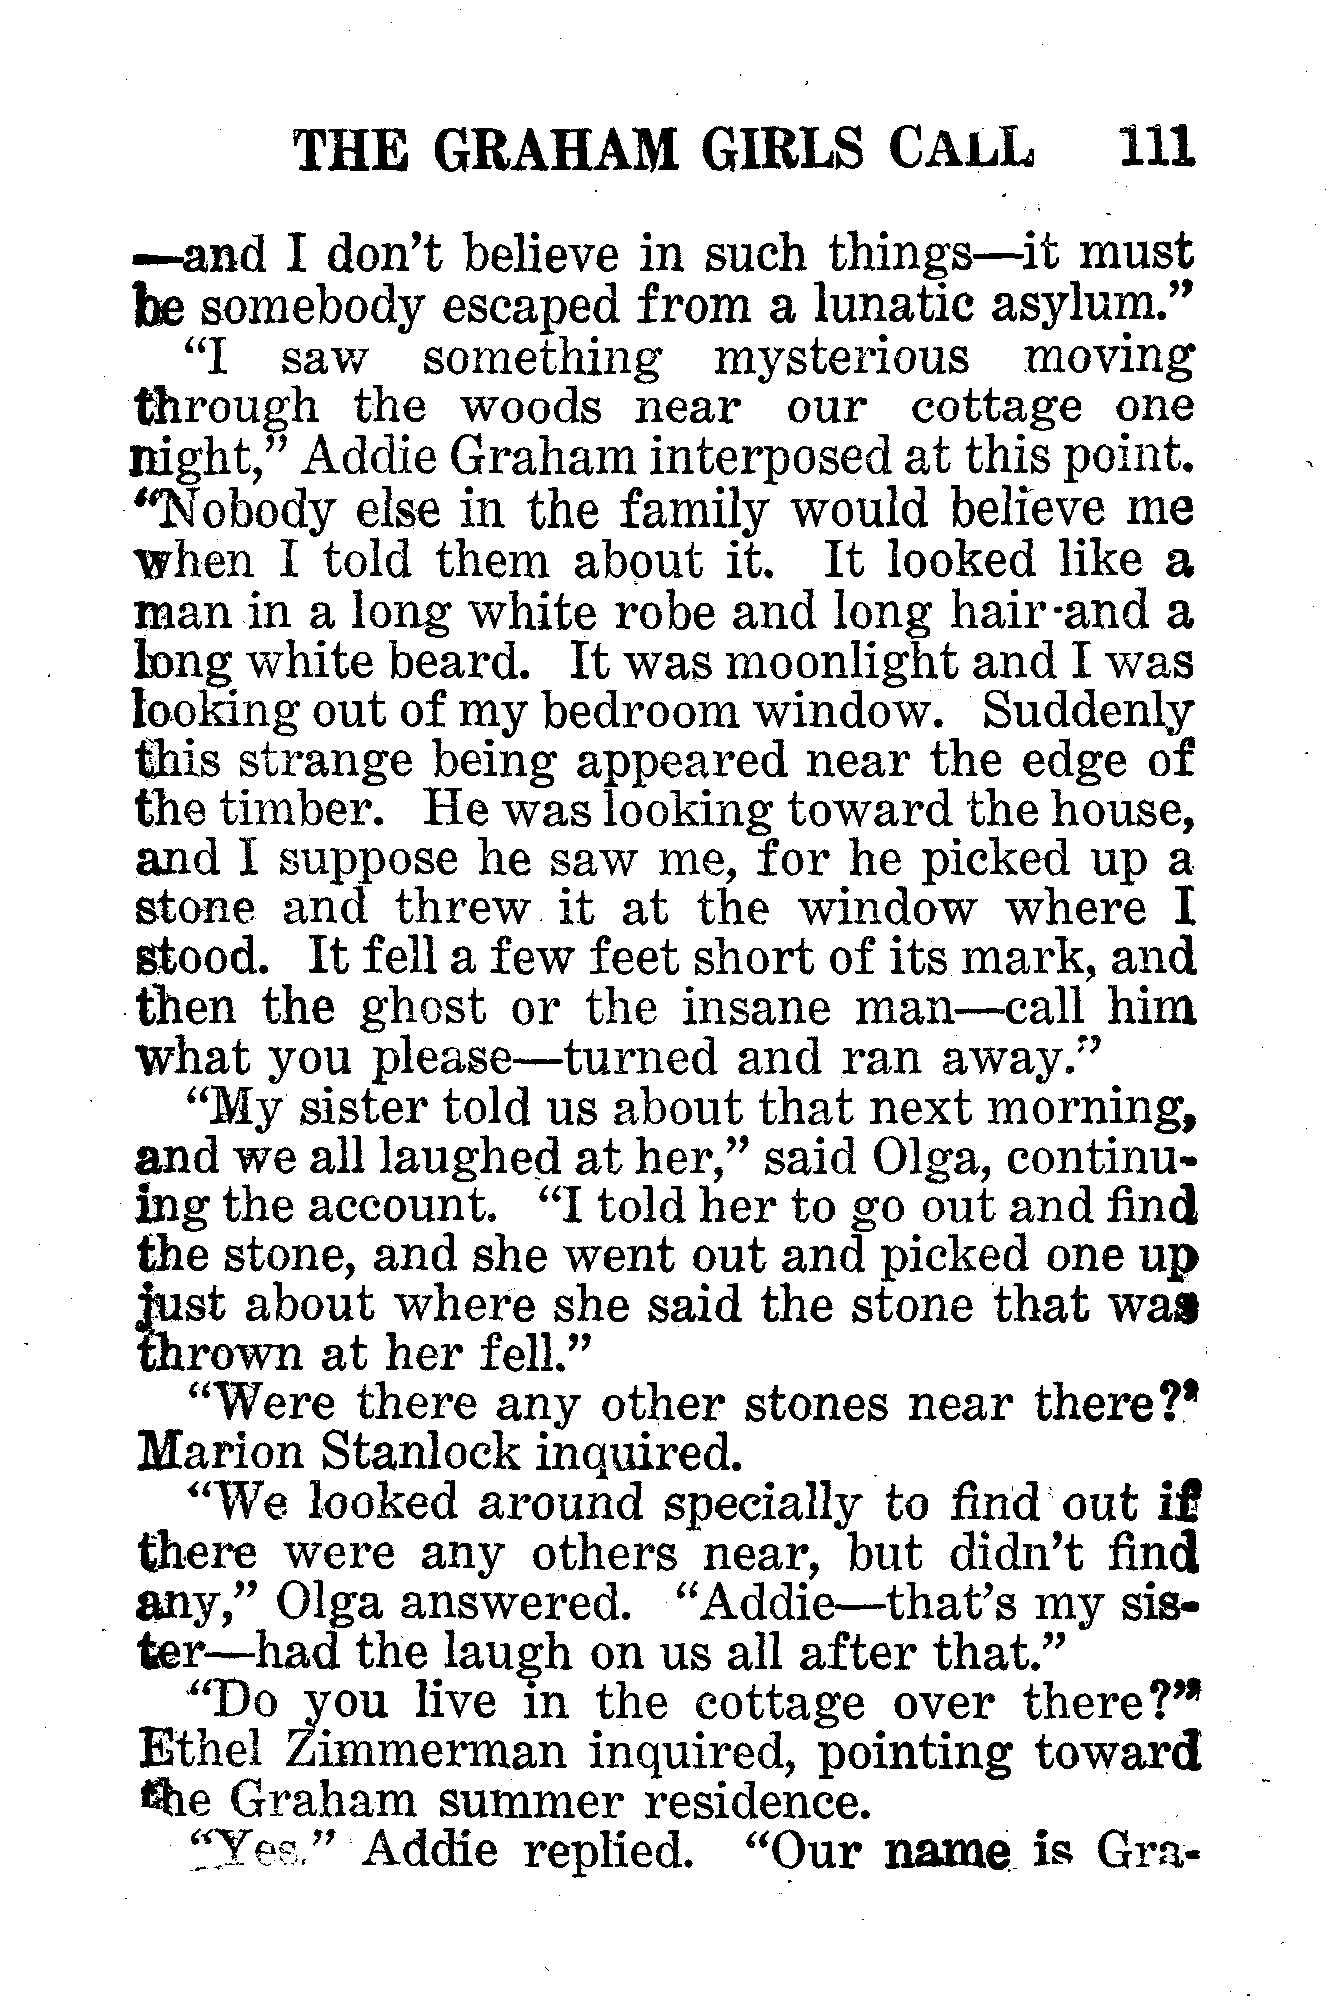 THE GRAHAM GIRLS CALL 111
—and I don't believe in such things—it must
be somebody escaped from a lunatic asylum."
"I saw something mysterious moving
through the woods near our cottage one
night," Addie Graham interposed at this point.
"Nobody else in the family would believe me
when I told them about it. It looked like a
man in a long white robe and long hair and a
long white beard. It was moonlight and I was
looking out of my bedroom window. Suddenly
this strange being appeared near the edge of
the timber. He was looking toward the house,
and I suppose he saw me, for he picked up a
stone and threw it at the window where I
stood. It fell a few feet short of its mark, and
then the ghost or the insane man—call him
what you please—turned and ran away."
"My sister told us about that next morning,
and we all laughed at her," said Olga, continu-
ing the account. "I told her to go out and find
the stone, and she went out and picked one up
just about where she said the stone that was
thrown at her fell."
"Were there any other stones near there?"
Marion Stanlock inquired.
"We looked around specially to find out if
there were any others near, but didn't find
any," Olga answered. "Addie—that's my sis-
ter—had the laugh on us all after that."
"Do you live in the cottage over there?"
Ethel Zimmerman inquired, pointing toward
the Graham summer residence.
"Yes," Addie replied. "Our name is Gra-